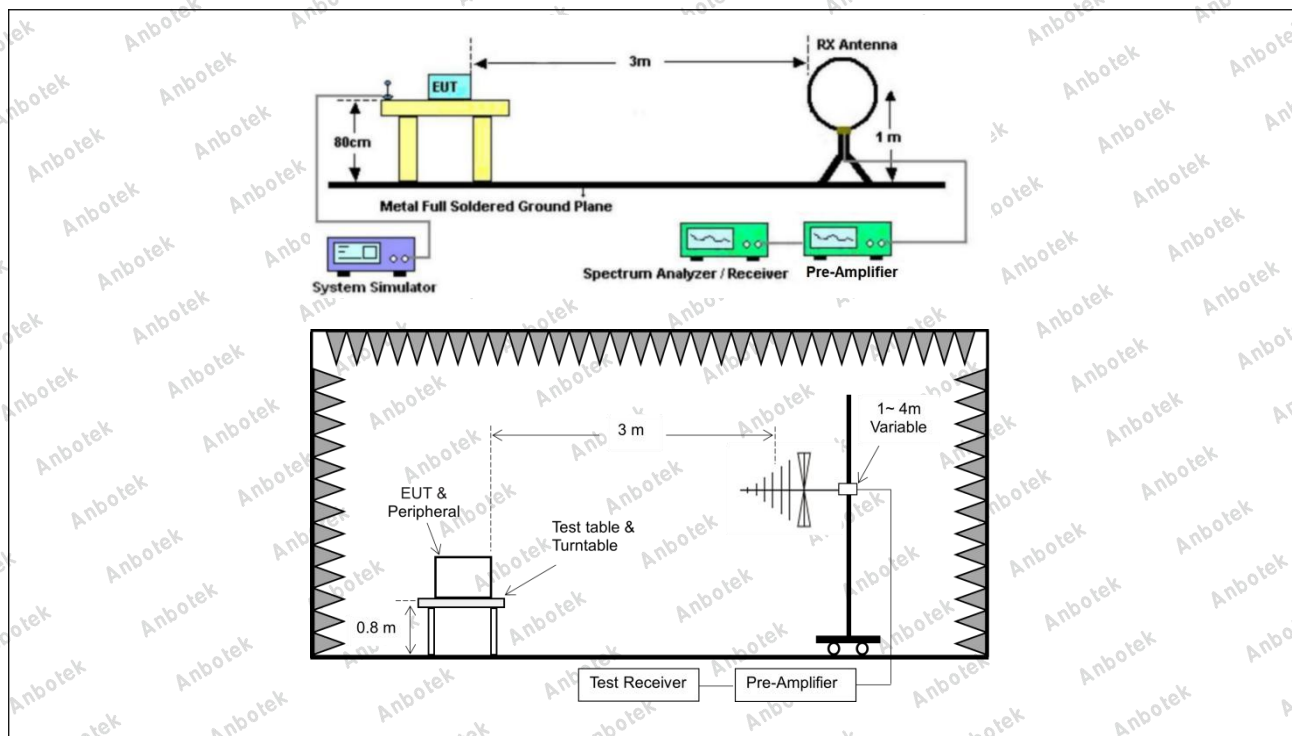 RX Antenna
3m
EUT
80cm
1 m
Metal Full Soldered Ground Plane
System Simulator
Spectrum Analyzer / Receiver
Pre-Amplifier
1~ 4m
Variable
3 m
EUT &
Peripheral
Test table &
Turntable
0.8 m
Test Receiver
Pre-Amplifier
Anbotek